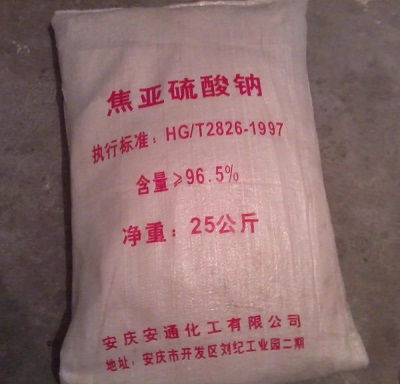 焦亚硫酸钠
执行标准：HG/T2826-1997
含量≥96.5%
净重：25公斤
安庆安通化工有限公司
地址：安庆市开发区刘纪工业园二期